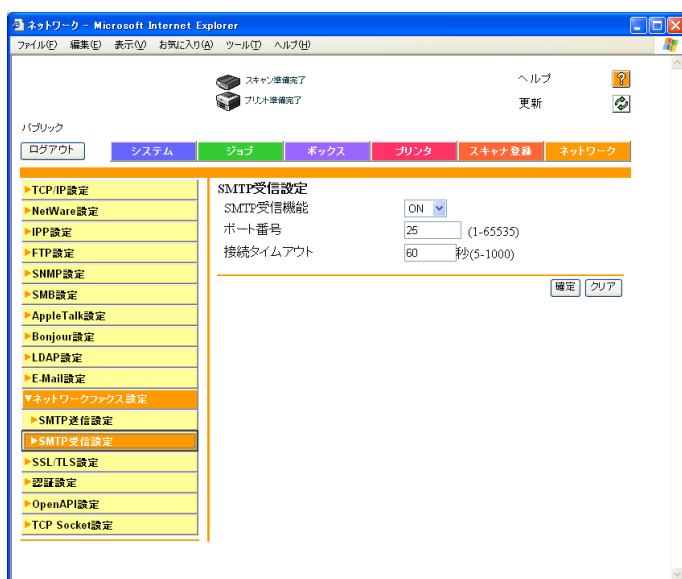 ネットワーク - Microsoft Internet Explorer
ファイル(F) 編集(E) 表示(V) お気に入り(A) ツール(T) ヘルプ(H)
スキャン準備完了 ヘルプ ?
プリント準備完了 更新
パブリック
ログアウト システム ジョブ ボックス プリンタ スキャナ登録 ネットワーク
TCP/IP設定
NetWare設定
IPP設定
FTP設定
SNMP設定
SMB設定
AppleTalk設定
Bonjour設定
LDAP設定
E-Mail設定
ネットワークファクス設定
SMTP送信設定
SMTP受信設定
SSL/TLS設定
認証設定
OpenAPI設定
TCP Socket設定
SMTP受信設定
SMTP受信機能 ON
ポート番号 25 (1-65535)
接続タイムアウト 60 秒(5-1000)
確定 クリア